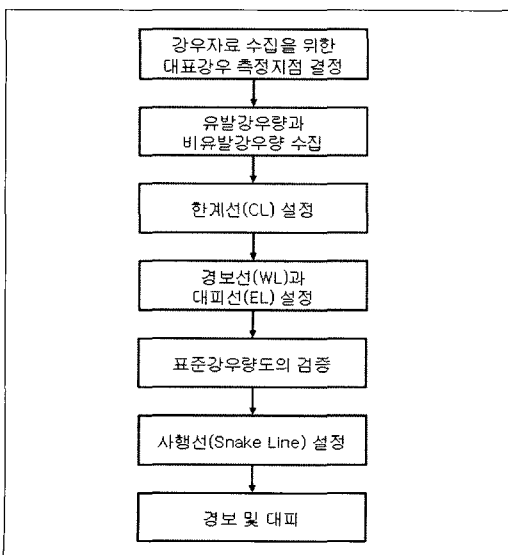 강우자료 수집을 위한
대표강우 측정지점 결정
유발강우량과
비유발강우량 수집
한계선(CL) 설정
경보선(WL)과
대피선(EL) 설정
표준강우량도의 검증
사행선(Snake Line) 설정
경보 및 대피